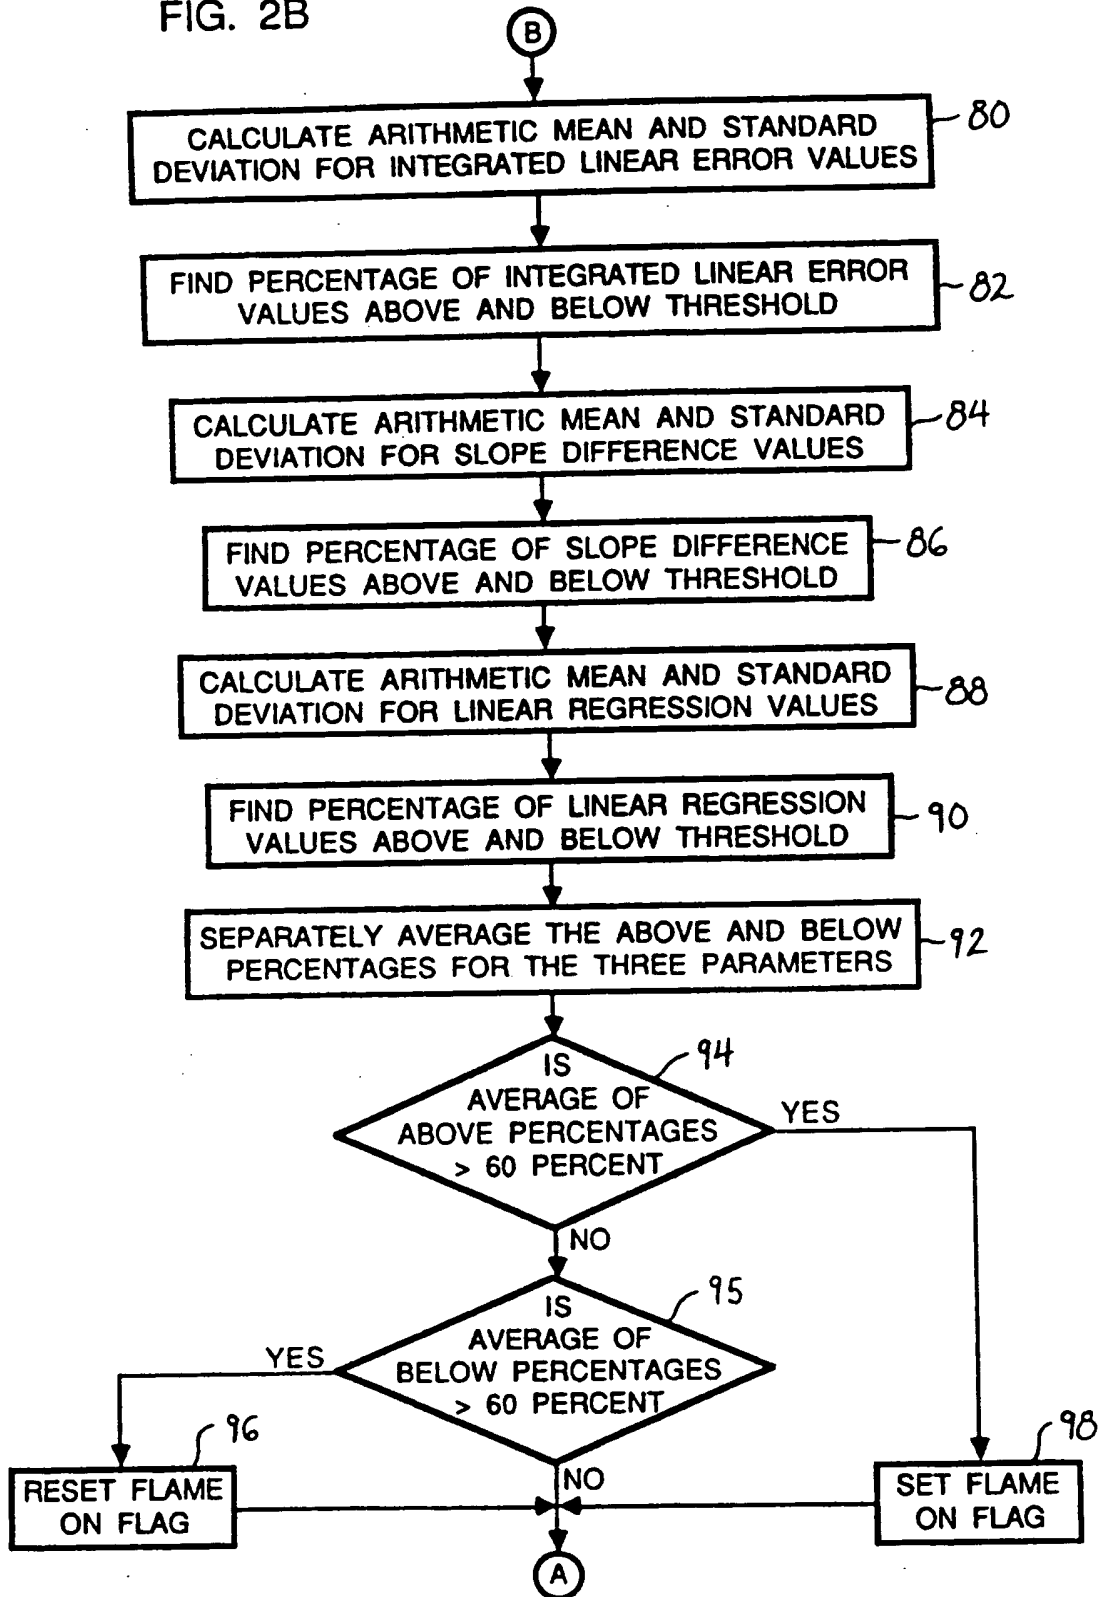 FIG. 2B
B
CALCULATE ARITHMETIC MEAN AND STANDARD
DEVIATION FOR INTEGRATED LINEAR ERROR VALUES
80
FIND PERCENTAGE OF INTEGRATED LINEAR ERROR
VALUES ABOVE AND BELOW THRESHOLD
82
CALCULATE ARITHMETIC MEAN AND STANDARD
DEVIATION FOR SLOPE DIFFERENCE VALUES
84
FIND PERCENTAGE OF SLOPE DIFFERENCE
VALUES ABOVE AND BELOW THRESHOLD
86
CALCULATE ARITHMETIC MEAN AND STANDARD
DEVIATION FOR LINEAR REGRESSION VALUES
88
FIND PERCENTAGE OF LINEAR REGRESSION
VALUES ABOVE AND BELOW THRESHOLD
90
SEPARATELY AVERAGE THE ABOVE AND BELOW
PERCENTAGES FOR THE THREE PARAMETERS
92
IS
AVERAGE OF
ABOVE PERCENTAGES
> 60 PERCENT
94
YES
NO
IS
AVERAGE OF
BELOW PERCENTAGES
> 60 PERCENT
95
YES
NO
RESET FLAME
ON FLAG
96
SET FLAME
ON FLAG
98
A